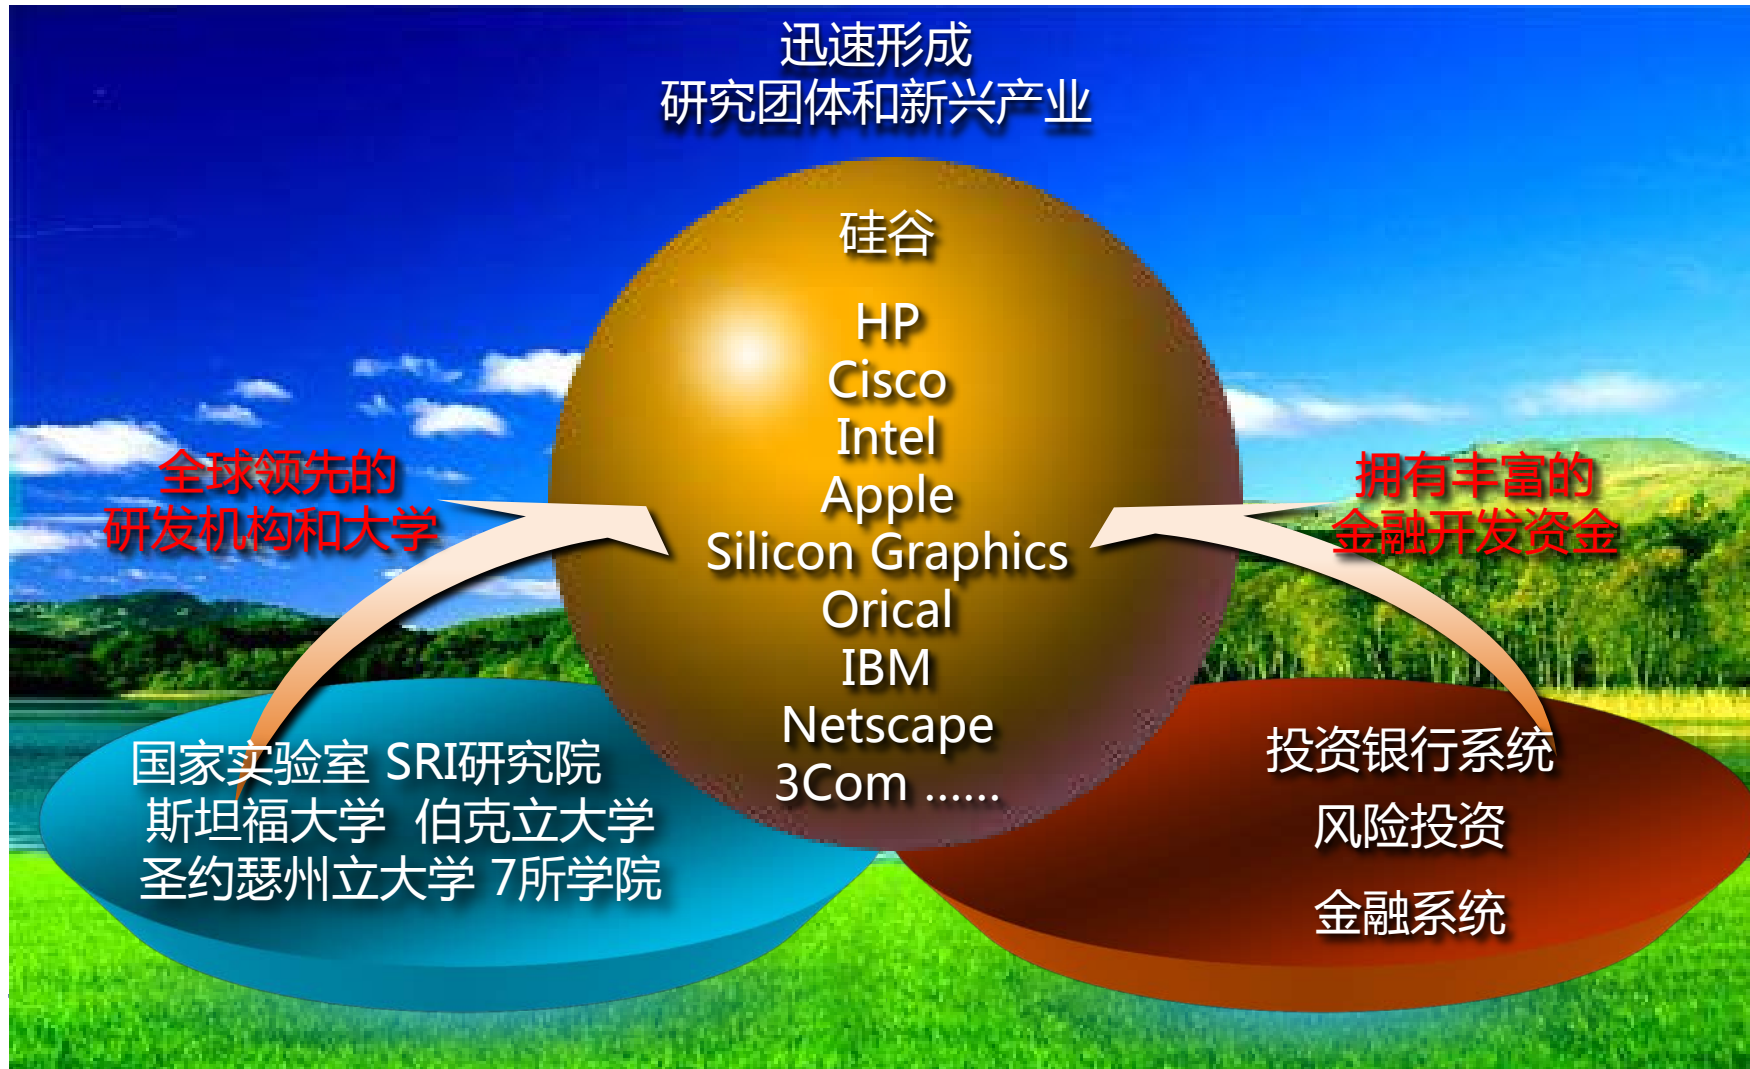 迅速形成
研究团体和新兴产业
硅谷
HP
Cisco
Intel
Apple
Silicon Graphics
Orical
IBM
Netscape
3Com ......
全球领先的
研发机构和大学
国家实验室 SRI研究院
斯坦福大学 伯克立大学
圣约瑟州立大学 7所学院
拥有丰富的
金融开发资金
投资银行系统
风险投资
金融系统